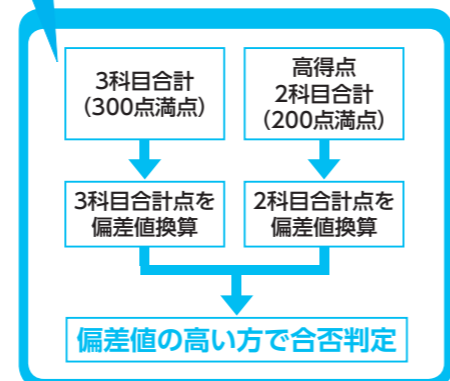 3科目合計
（300点満点）
高得点
2科目合計
（200点満点）
3科目合計点を
偏差値換算
2科目合計点を
偏差値換算
偏差値の高い方で合否判定